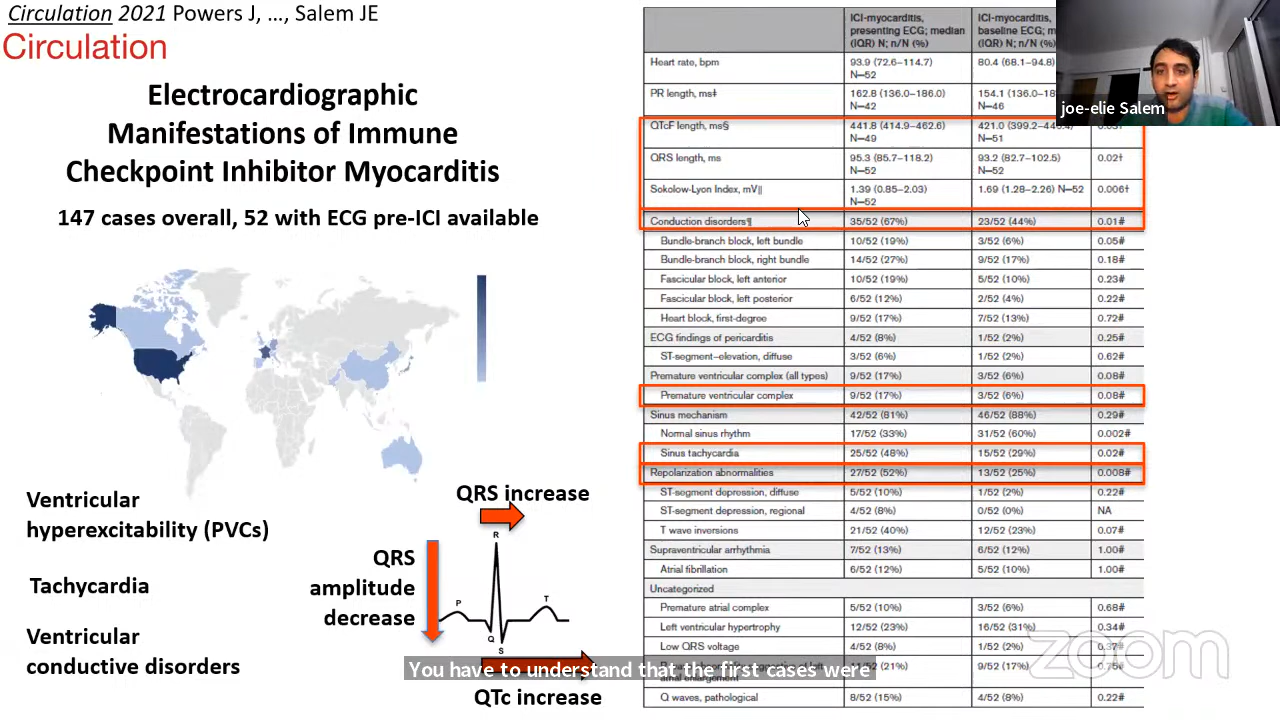 Circulation 2021 Powers J, ..., Salem JE
Circulation
Electrocardiographic
Manifestations of Immune
Checkpoint Inhibitor Myocarditis
147 cases overall, 52 with ECG pre-ICI available
Ventricular
hyperexcitability (PVCs)
Tachycardia
Ventricular
conductive disorders
QRS increase
QRS
amplitude
decrease
R
P
T
Q
S
QTc increase
ICI-myocarditis,
presenting ECG; median
(IQR) N; n/N (%)
ICI-myocarditis,
baseline ECG; m
(IQR) N; n/N (%)
Heart rate, bpm 93.9 (72.6–114.7) 80.4 (68.1–94.8)
N=52
PR length, ms‡ 162.8 (136.0–186.0) 154.1 (136.0–18
N=42 N=46
QTcF length, ms§ 441.8 (414.9–462.6) 421.0 (399.2–
N=49 N=51
QRS length, ms 95.3 (85.7–118.2) 93.2 (82.7–102.5) 0.02†
N=52 N=52
Sokolow-Lyon Index, mV|| 1.39 (0.85–2.03) 1.69 (1.28–2.26) N=52 0.006†
N=52
Conduction disorders¶ 35/52 (67%) 23/52 (44%) 0.01#
Bundle-branch block, left bundle 10/52 (19%) 3/52 (6%) 0.05#
Bundle-branch block, right bundle 14/52 (27%) 9/52 (17%) 0.18#
Fascicular block, left anterior 10/52 (19%) 5/52 (10%) 0.23#
Fascicular block, left posterior 6/52 (12%) 2/52 (4%) 0.22#
Heart block, first-degree 9/52 (17%) 7/52 (13%) 0.72#
ECG findings of pericarditis 4/52 (8%) 1/52 (2%) 0.25#
ST-segment–elevation, diffuse 3/52 (6%) 1/52 (2%) 0.62#
Premature ventricular complex (all types) 9/52 (17%) 3/52 (6%) 0.08#
Premature ventricular complex 9/52 (17%) 3/52 (6%) 0.08#
Sinus mechanism 42/52 (81%) 46/52 (88%) 0.29#
Normal sinus rhythm 17/52 (33%) 31/52 (60%) 0.002#
Sinus tachycardia 25/52 (48%) 15/52 (29%) 0.02#
Repolarization abnormalities 27/52 (52%) 13/52 (25%) 0.008#
ST-segment depression, diffuse 5/52 (10%) 1/52 (2%) 0.22#
ST-segment depression, regional 4/52 (8%) 0/52 (0%) NA
T wave inversions 21/52 (40%) 12/52 (23%) 0.07#
Supraventricular arrhythmia 7/52 (13%) 6/52 (12%) 1.00#
Atrial fibrillation 6/52 (12%) 5/52 (10%) 1.00#
Uncategorized
Premature atrial complex 5/52 (10%) 3/52 (6%) 0.68#
Left ventricular hypertrophy 12/52 (23%) 16/52 (31%) 0.34#
Low QRS voltage 4/52 (8%) 1/52 (2%) 0.37#
(21%) 9/52 (17%) 0.75#
Q waves, pathological 8/52 (15%) 4/52 (8%) 0.22#
joe-elie Salem
zoom
You have to understand that the first cases were